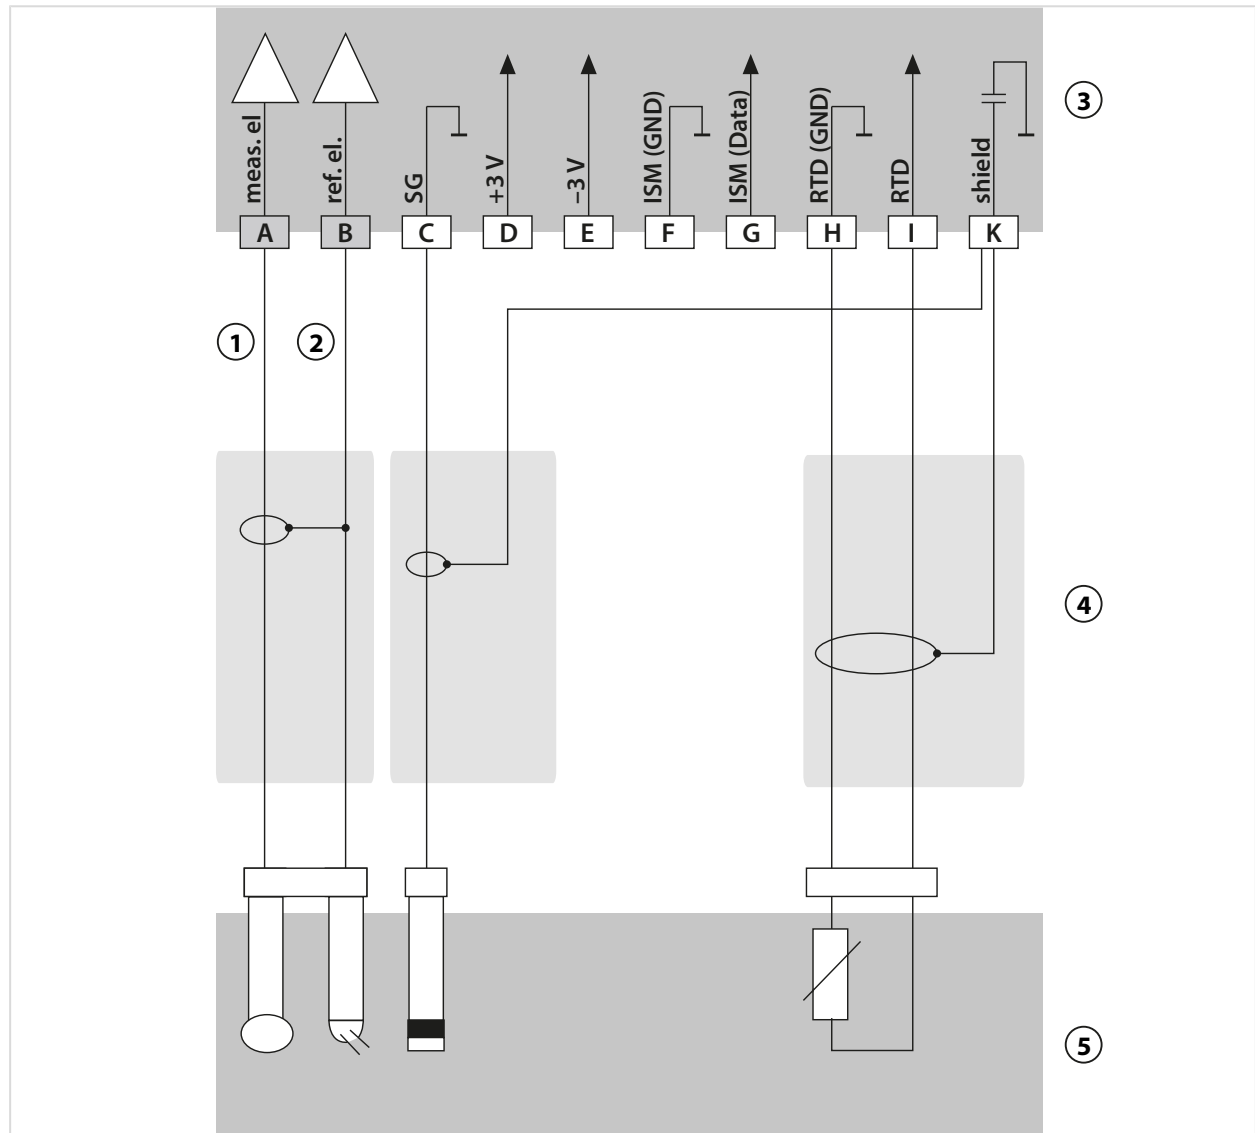 meas. el
ref. el.
SG
+3 V
−3 V
ISM (GND)
ISM (Data)
RTD (GND)
RTD
shield
3
A B C D E F G H I K
1 2
4
5